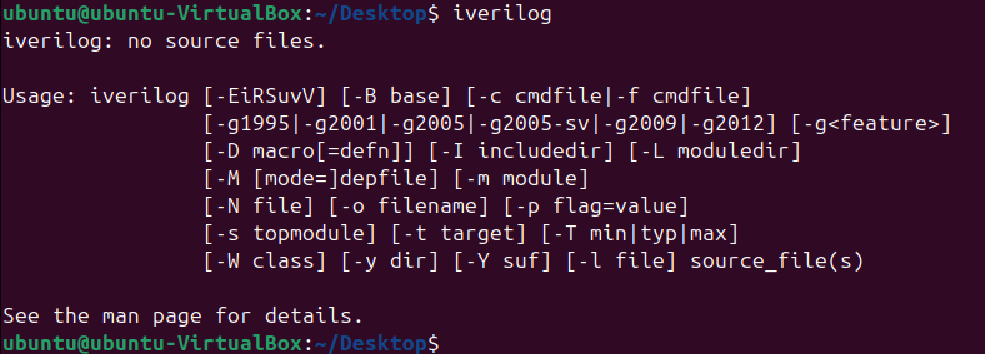 ubuntu@ubuntu-VirtualBox:~/Desktop$ iverilog
iverilog: no source files.
Usage: iverilog [-EiRSuvV] [-B base] [-c cmdfile|-f cmdfile]
[-g1995|-g2001|-g2005|-g2005-sv|-g2009|-g2012] [-g<feature>]
[-D macro[=defn]] [-I includedir] [-L moduledir]
[-M [mode=]depfile] [-m module]
[-N file] [-o filename] [-p flag=value]
[-s topmodule] [-t target] [-T min|typ|max]
[-W class] [-y dir] [-Y suf] [-l file] source_file(s)
See the man page for details.
ubuntu@ubuntu-VirtualBox:~/Desktop$